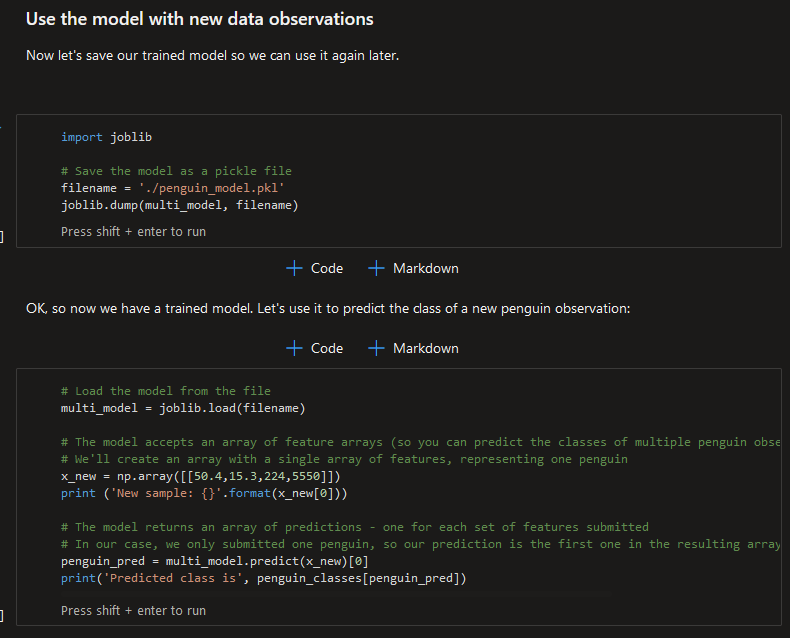 Use the model with new data observations
Now let's save our trained model so we can use it again later.
import joblib
# Save the model as a pickle file
filename = './penguin_model.pkl'
joblib.dump(multi_model, filename)
Press shift + enter to run
]
+ Code + Markdown
OK, so now we have a trained model. Let's use it to predict the class of a new penguin observation:
+ Code + Markdown
# Load the model from the file
multi_model = joblib.load(filename)
# The model accepts an array of feature arrays (so you can predict the classes of multiple penguin obse
# We'll create an array with a single array of features, representing one penguin
x_new = np.array([[50.4,15.3,224,5550]])
print ('New sample: {}'.format(x_new[0]))
# The model returns an array of predictions - one for each set of features submitted
# In our case, we only submitted one penguin, so our prediction is the first one in the resulting array
penguin_pred = multi_model.predict(x_new)[0]
print('Predicted class is', penguin_classes[penguin_pred])
Press shift + enter to run
]